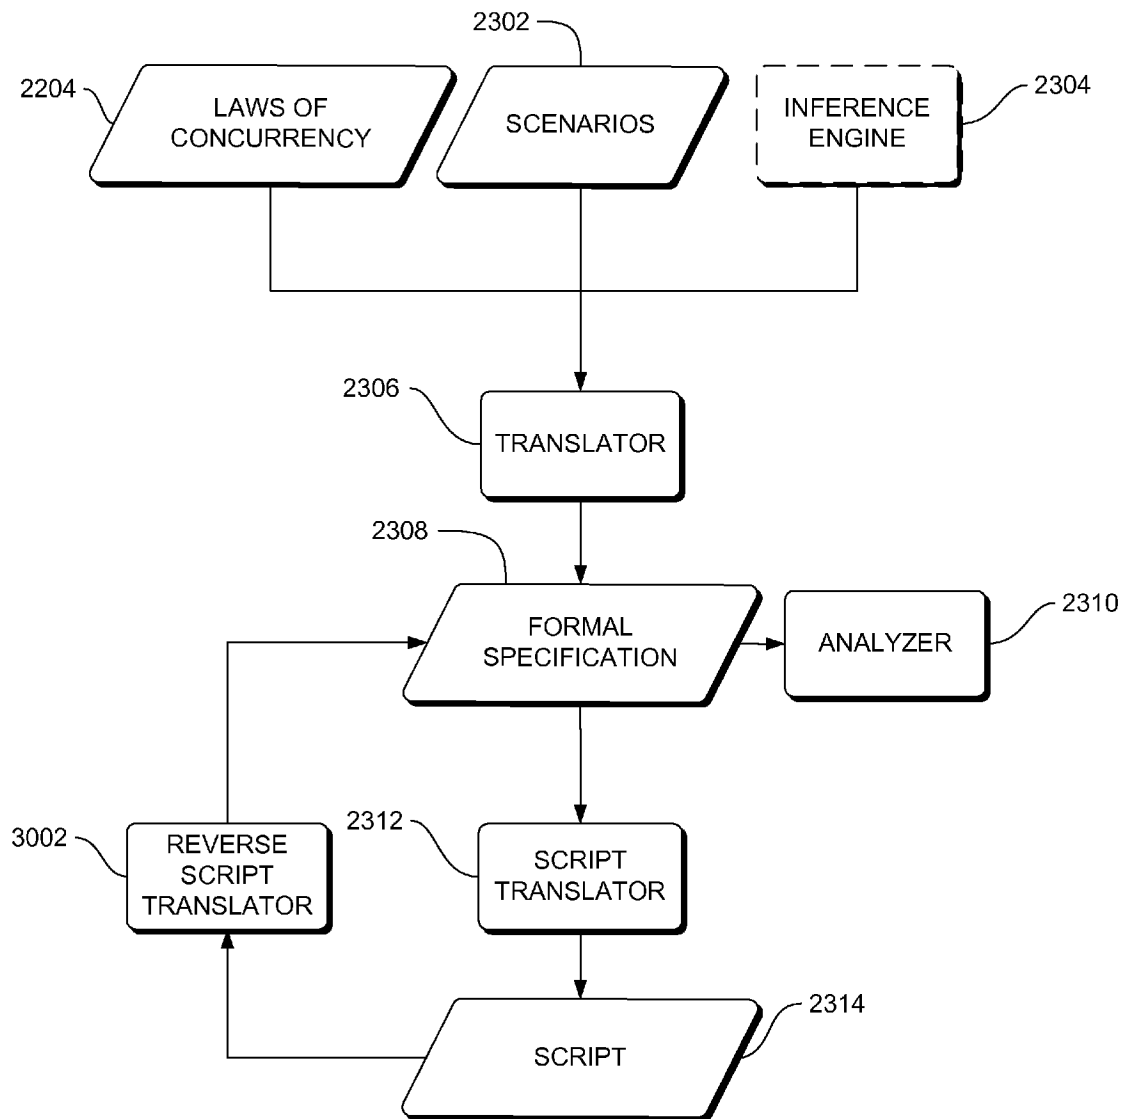 2302
2204
LAWS OF
CONCURRENCY
SCENARIOS
INFERENCE
ENGINE
2304
2306
TRANSLATOR
2308
FORMAL
SPECIFICATION
ANALYZER
2310
3002
REVERSE
SCRIPT
TRANSLATOR
2312
SCRIPT
TRANSLATOR
SCRIPT
2314